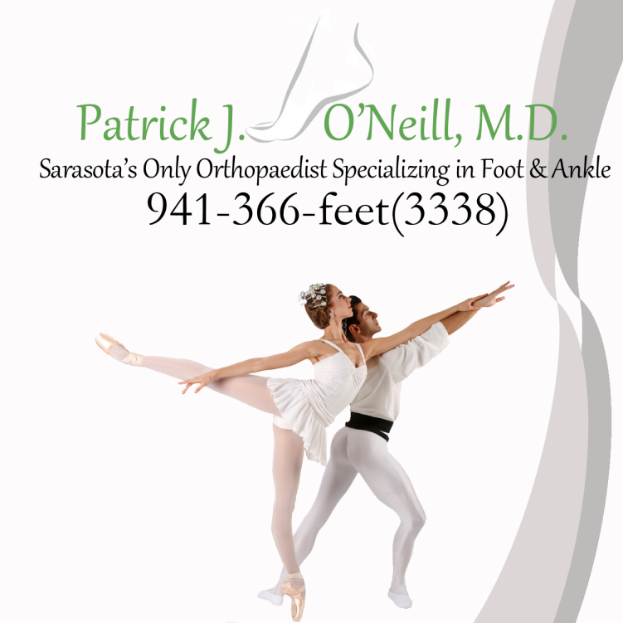 Patrick J. O'Neill, M.D.
Sarasota's Only Orthopaedist Specializing in Foot & Ankle
941-366-feet(3338)